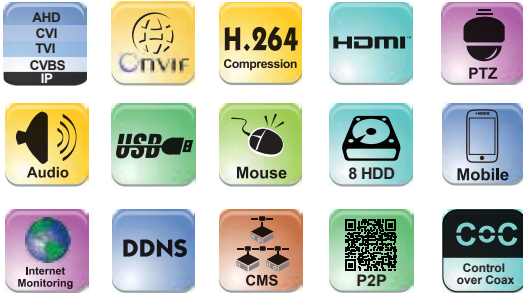 AHD
CVI
TVI
CVBS
IP
ONVIF
H.264
Compression
HDMI
PTZ
Audio
USB
Mouse
8 HDD
Mobile
Internet
Monitoring
DDNS
CMS
P2P
CoC
Control
over Coax